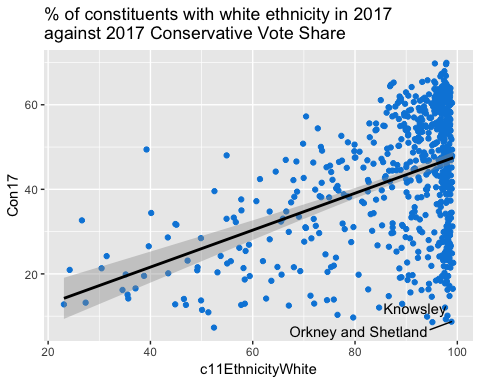 % of constituents with white ethnicity in 2017
against 2017 Conservative Vote Share
Con17
60
40
20
Knowsley
Orkney and Shetland
20
40
60
80
100
c11EthnicityWhite